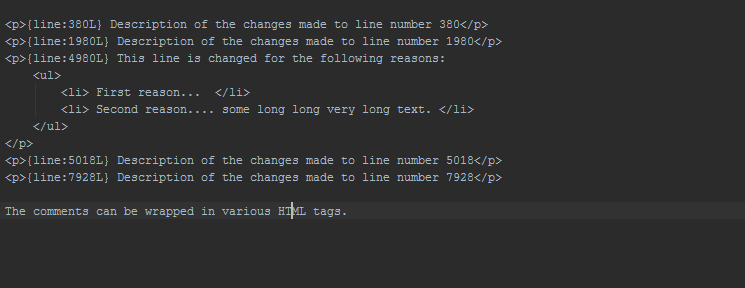 <p>{line:380L} Description of the changes made to line number 380</p>
<p>{line:1980L} Description of the changes made to line number 1980</p>
<p>{line:4980L} This line is changed for the following reasons:
    <ul>
        <li> First reason...  </li>
        <li> Second reason.... some long long very long text. </li>
    </ul>
</p>
<p>{line:5018L} Description of the changes made to line number 5018</p>
<p>{line:7928L} Description of the changes made to line number 7928</p>

The comments can be wrapped in various HTML tags.